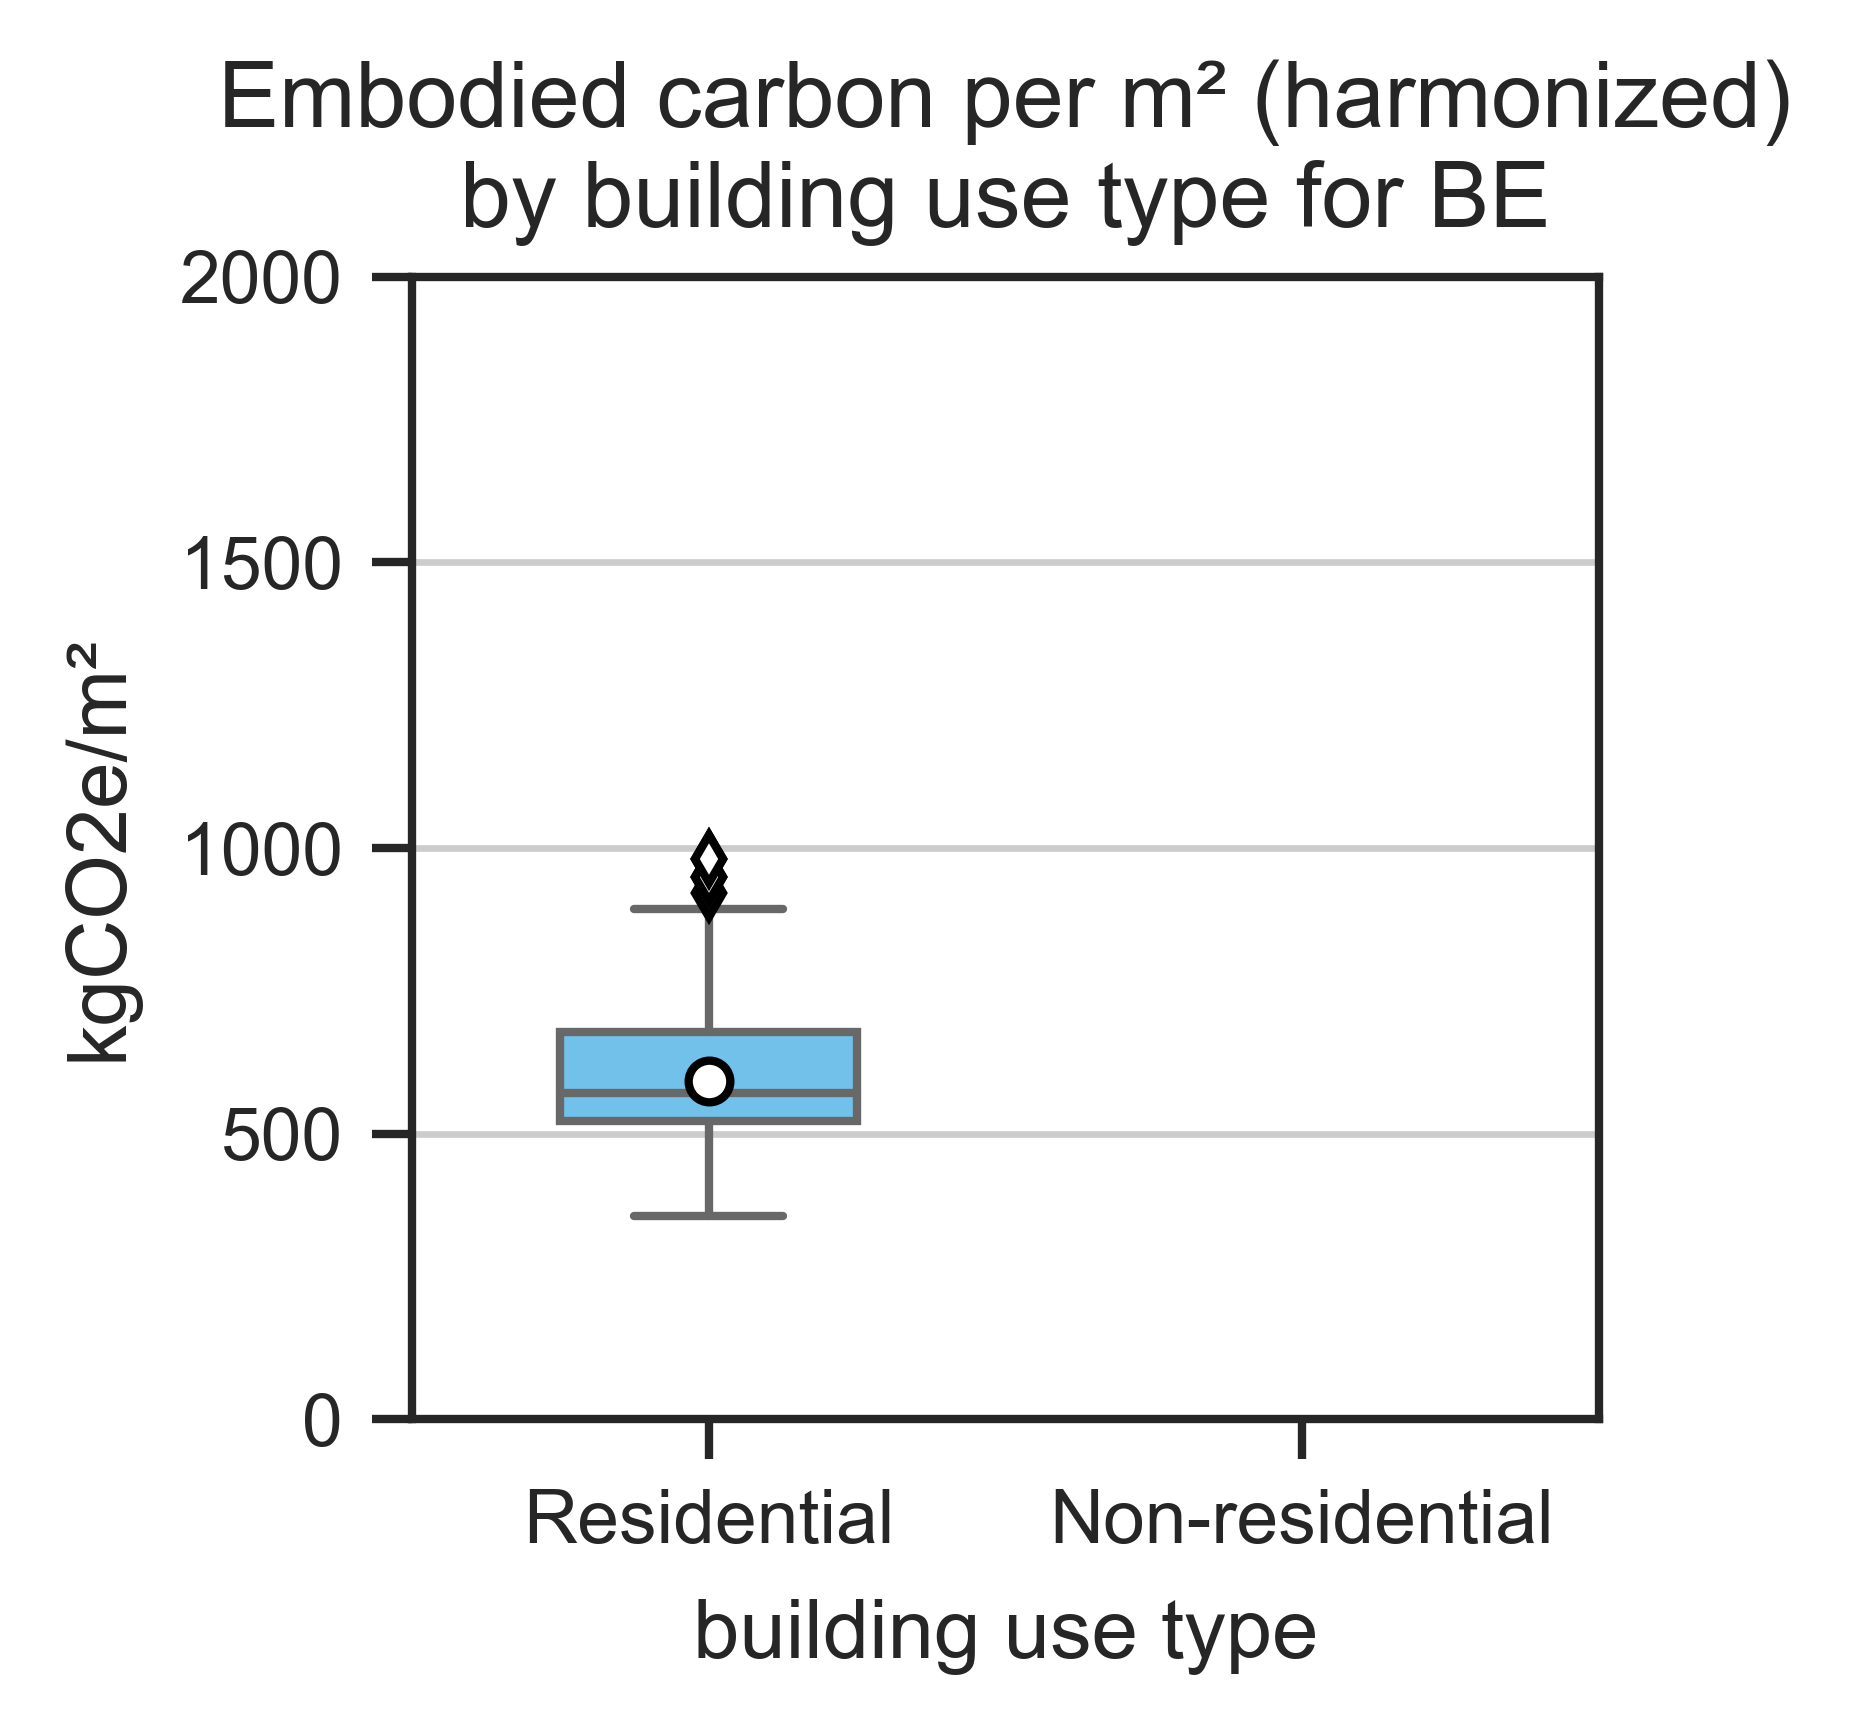 Embodied carbon per m² (harmonized)
by building use type for BE
2000
1500
1000
500
0
kgCO2e/m²
Residential
Non-residential
building use type